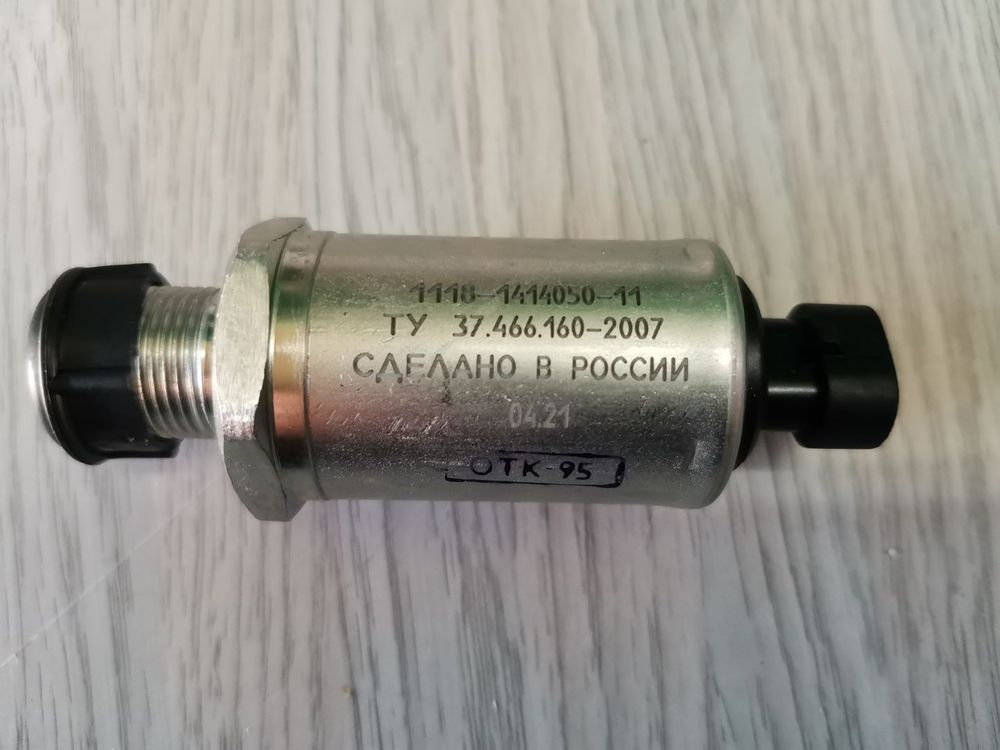 1118-1414050-11
ТУ 37.466.160-2007
СДЕЛАНО В РОССИИ
04.21
ОТК-95